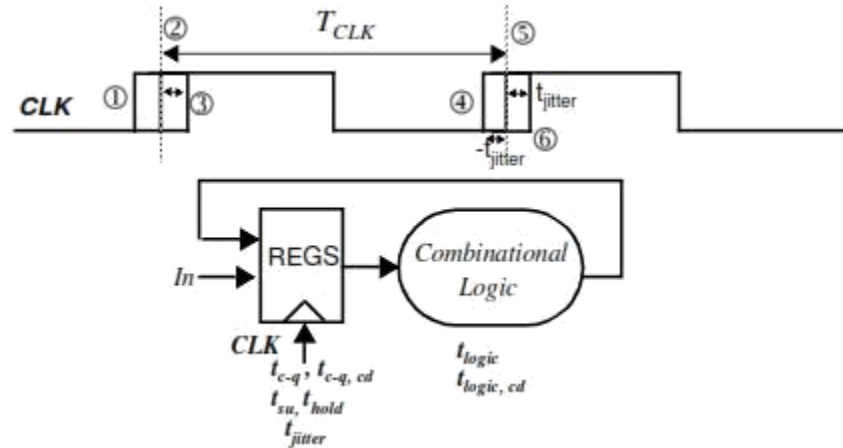 ② T_CLK ⑤
CLK ① ③ ④ t_jitter
-t_jitter ⑥
REGS
Combinational
Logic
In
CLK
t_c-q , t_c-q, cd
t_su, t_hold
t_jitter
t_logic
t_logic, cd